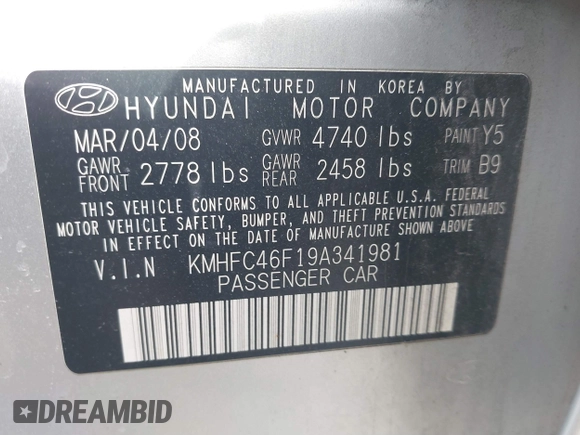 MANUFACTURED IN KOREA BY
HYUNDAI MOTOR COMPANY
MAR/04/08 GVWR 4740 lbs PAINT Y5
GAWR FRONT 2778 lbs GAWR REAR 2458 lbs TRIM B9
THIS VEHICLE CONFORMS TO ALL APPLICABLE U.S.A. FEDERAL
MOTOR VEHICLE SAFETY, BUMPER, AND THEFT PREVENTION STANDARDS
IN EFFECT ON THE DATE OF MANUFACTURE SHOWN ABOVE.
V.I.N KMHFC46F19A341981
PASSENGER CAR
DREAMBID